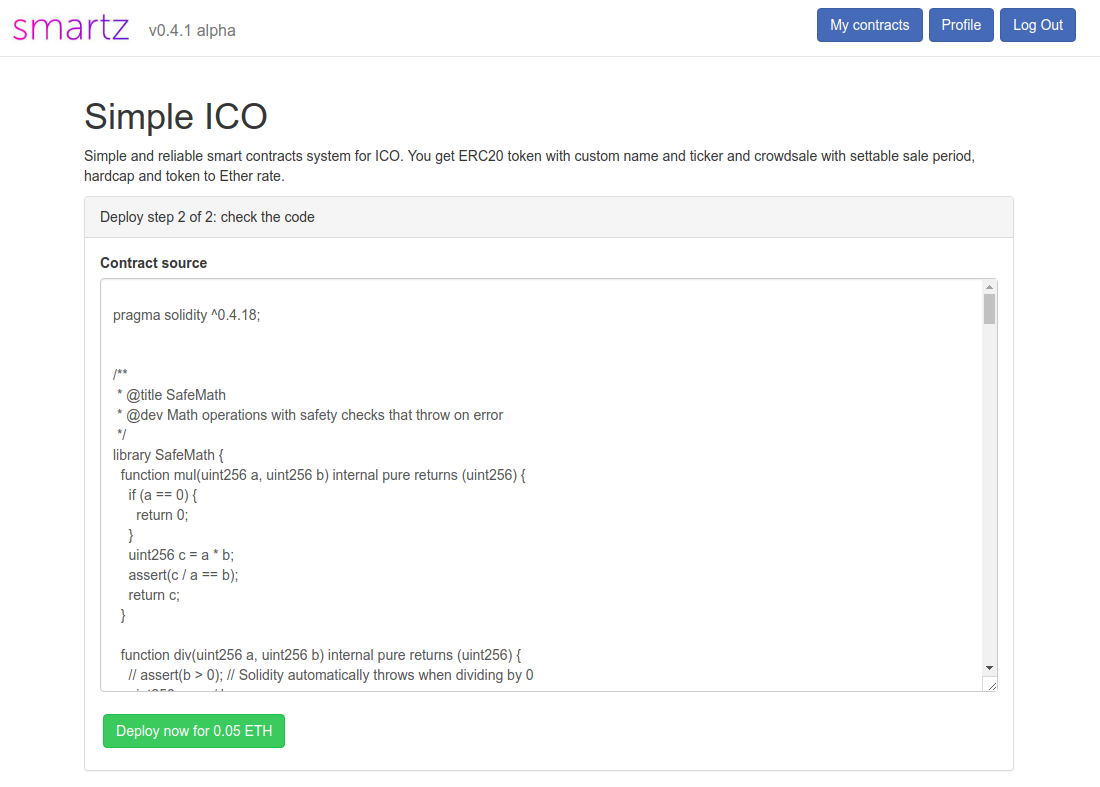 smartz v0.4.1 alpha My contracts Profile Log Out
Simple ICO
Simple and reliable smart contracts system for ICO. You get ERC20 token with custom name and ticker and crowdsale with settable sale period,
hardcap and token to Ether rate.
Deploy step 2 of 2: check the code
Contract source
pragma solidity ^0.4.18;
/**
* @title SafeMath
* @dev Math operations with safety checks that throw on error
*/
library SafeMath {
function mul(uint256 a, uint256 b) internal pure returns (uint256) {
if (a == 0) {
return 0;
}
uint256 c = a * b;
assert(c / a == b);
return c;
}
function div(uint256 a, uint256 b) internal pure returns (uint256) {
// assert(b > 0); // Solidity automatically throws when dividing by 0
Deploy now for 0.05 ETH